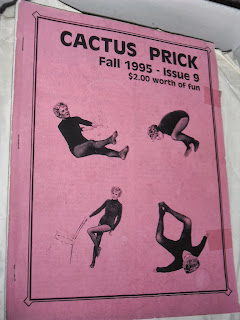 CACTUS PRICK
Fall 1995 - Issue 9
$2.00 worth of fun